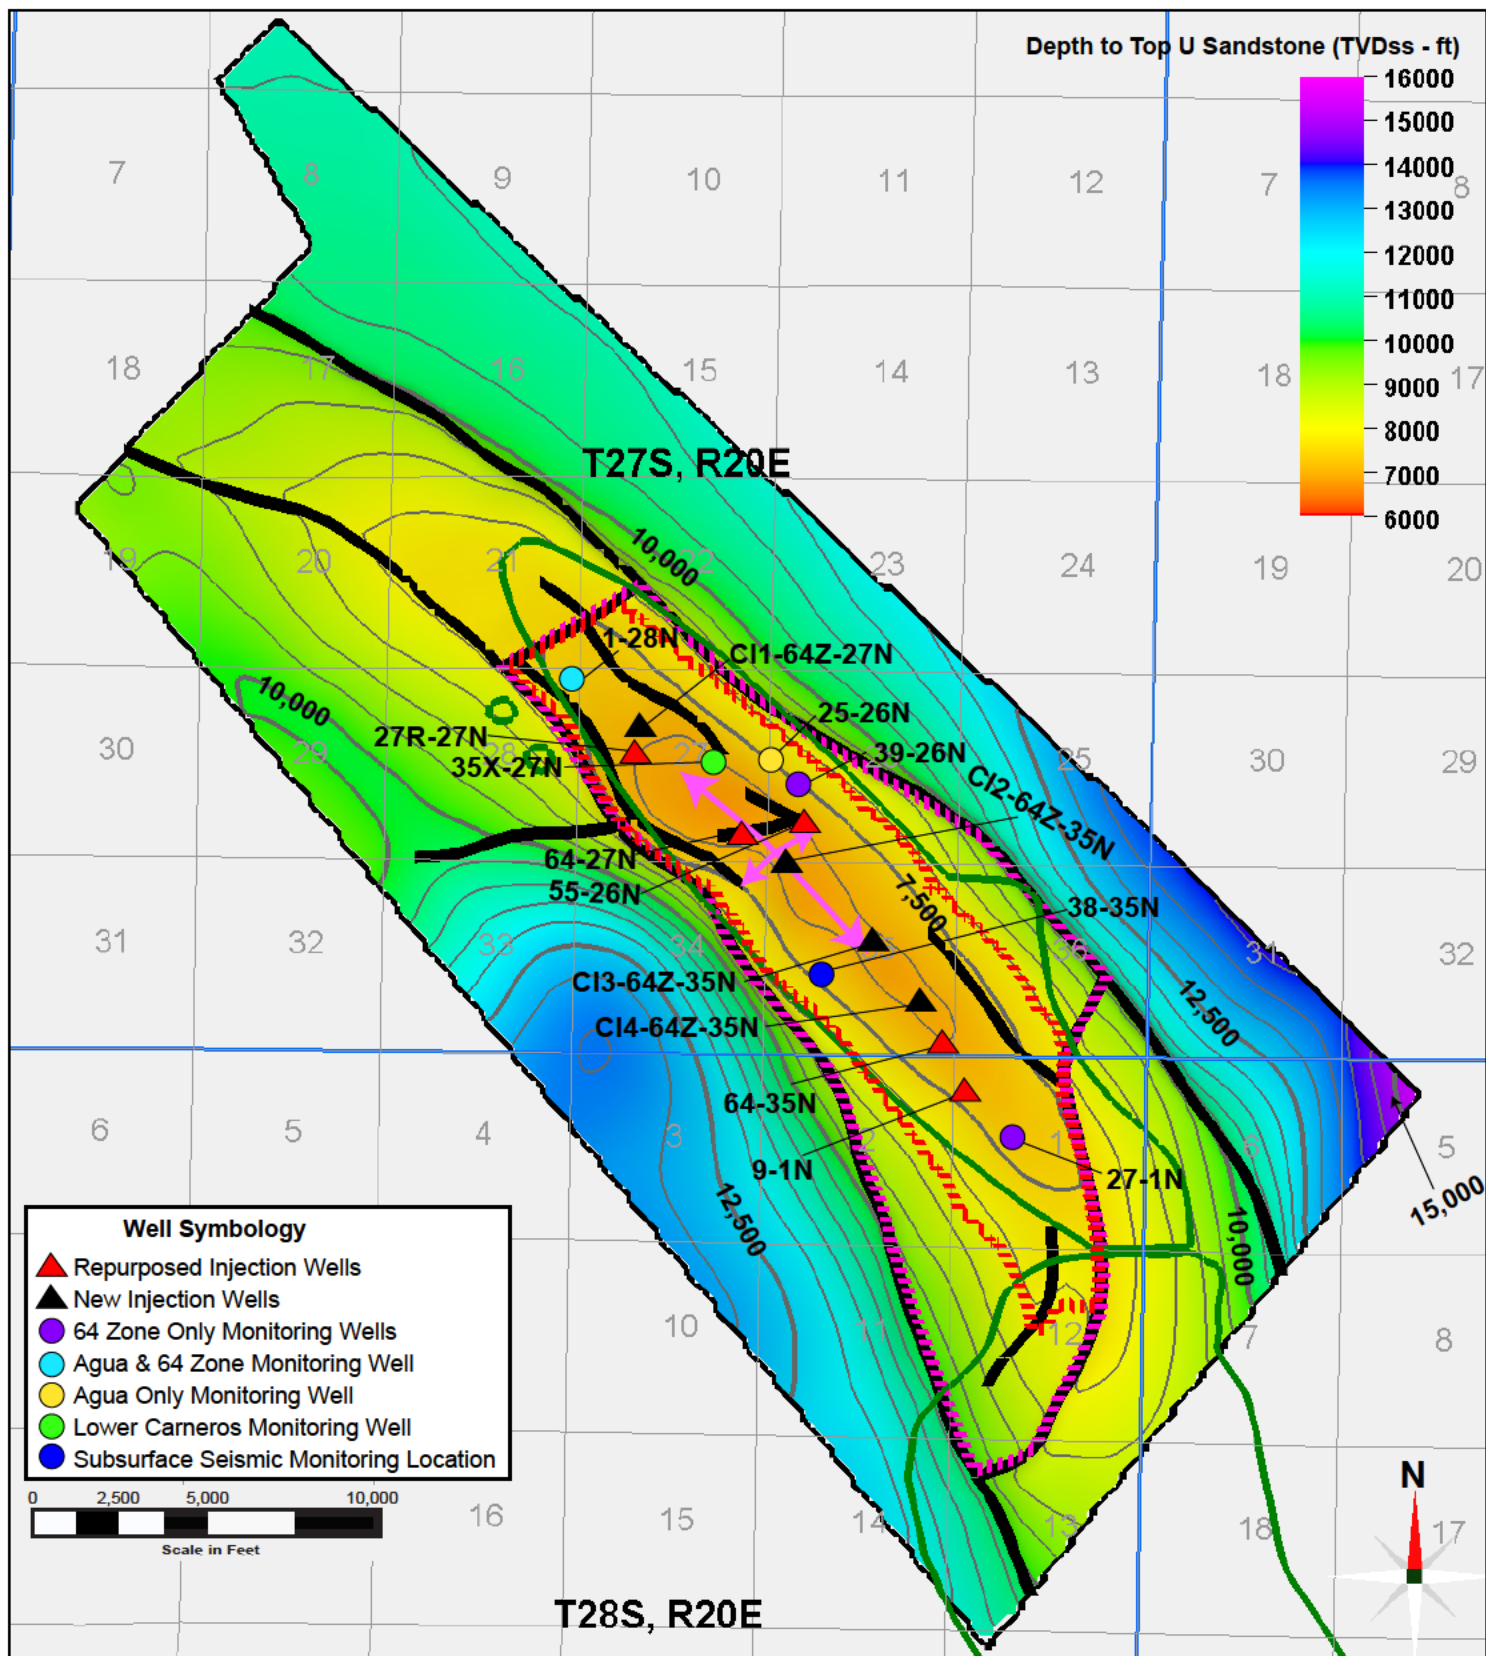 Depth to Top U Sandstone (TVDss - ft)
16000
15000
14000
13000
12000
11000
10000
9000
8000
7000
6000
7
8
9
10
11
12
7
8
18
17
16
15
14
13
18
17
T27S, R20E
19
20
21
22
23
24
19
20
10,000
1-28N
CI1-64Z-27N
25-26N
39-26N
27R-27N
35X-27N
CI2-64Z-35N
10,000
30
29
28
27
25
30
29
64-27N
55-26N
7,500
38-35N
31
32
33
34
35
36
31
32
CI3-64Z-35N
CI4-64Z-35N
12,500
64-35N
9-1N
27-1N
6
5
4
3
2
1
6
5
15,000
12,500
10,000
10
11
12
7
8
16
15
14
13
18
17
T28S, R20E
Well Symbology
Repurposed Injection Wells
New Injection Wells
64 Zone Only Monitoring Wells
Agua & 64 Zone Monitoring Well
Agua Only Monitoring Well
Lower Carneros Monitoring Well
Subsurface Seismic Monitoring Location
0 2,500 5,000 10,000
Scale in Feet
N